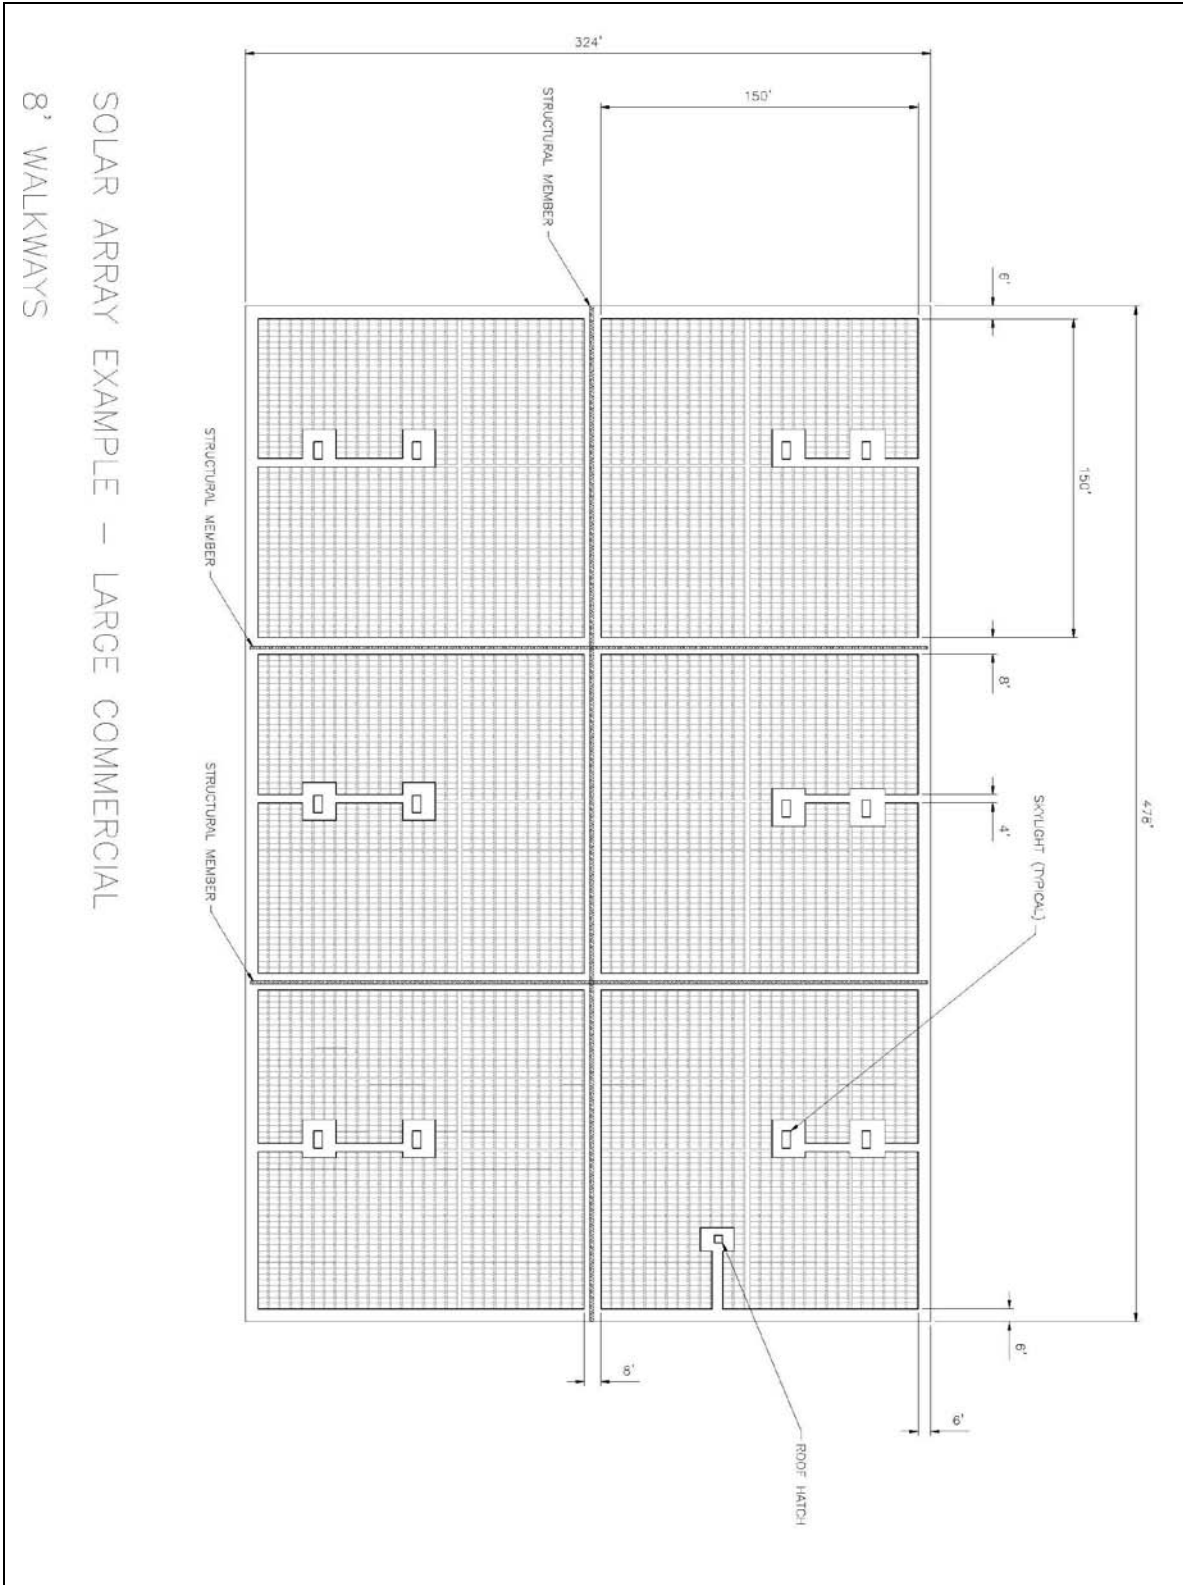 SOLAR ARRAY EXAMPLE – LARGE COMMERCIAL
8' WALKWAYS
324'
150'
STRUCTURAL MEMBER
6'
150'
478'
STRUCTURAL MEMBER
8'
4'
SKYLIGHT (TYPICAL)
STRUCTURAL MEMBER
6'
8'
6'
ROOF HATCH